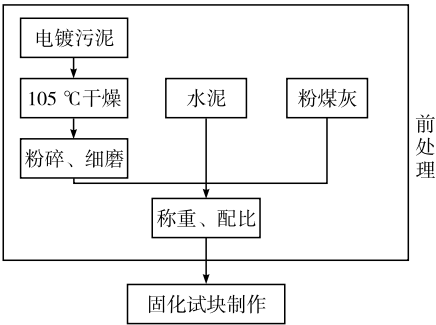 电镀污泥
105 ℃干燥
水泥
粉煤灰
粉碎、细磨
称重、配比
固化试块制作
前处理